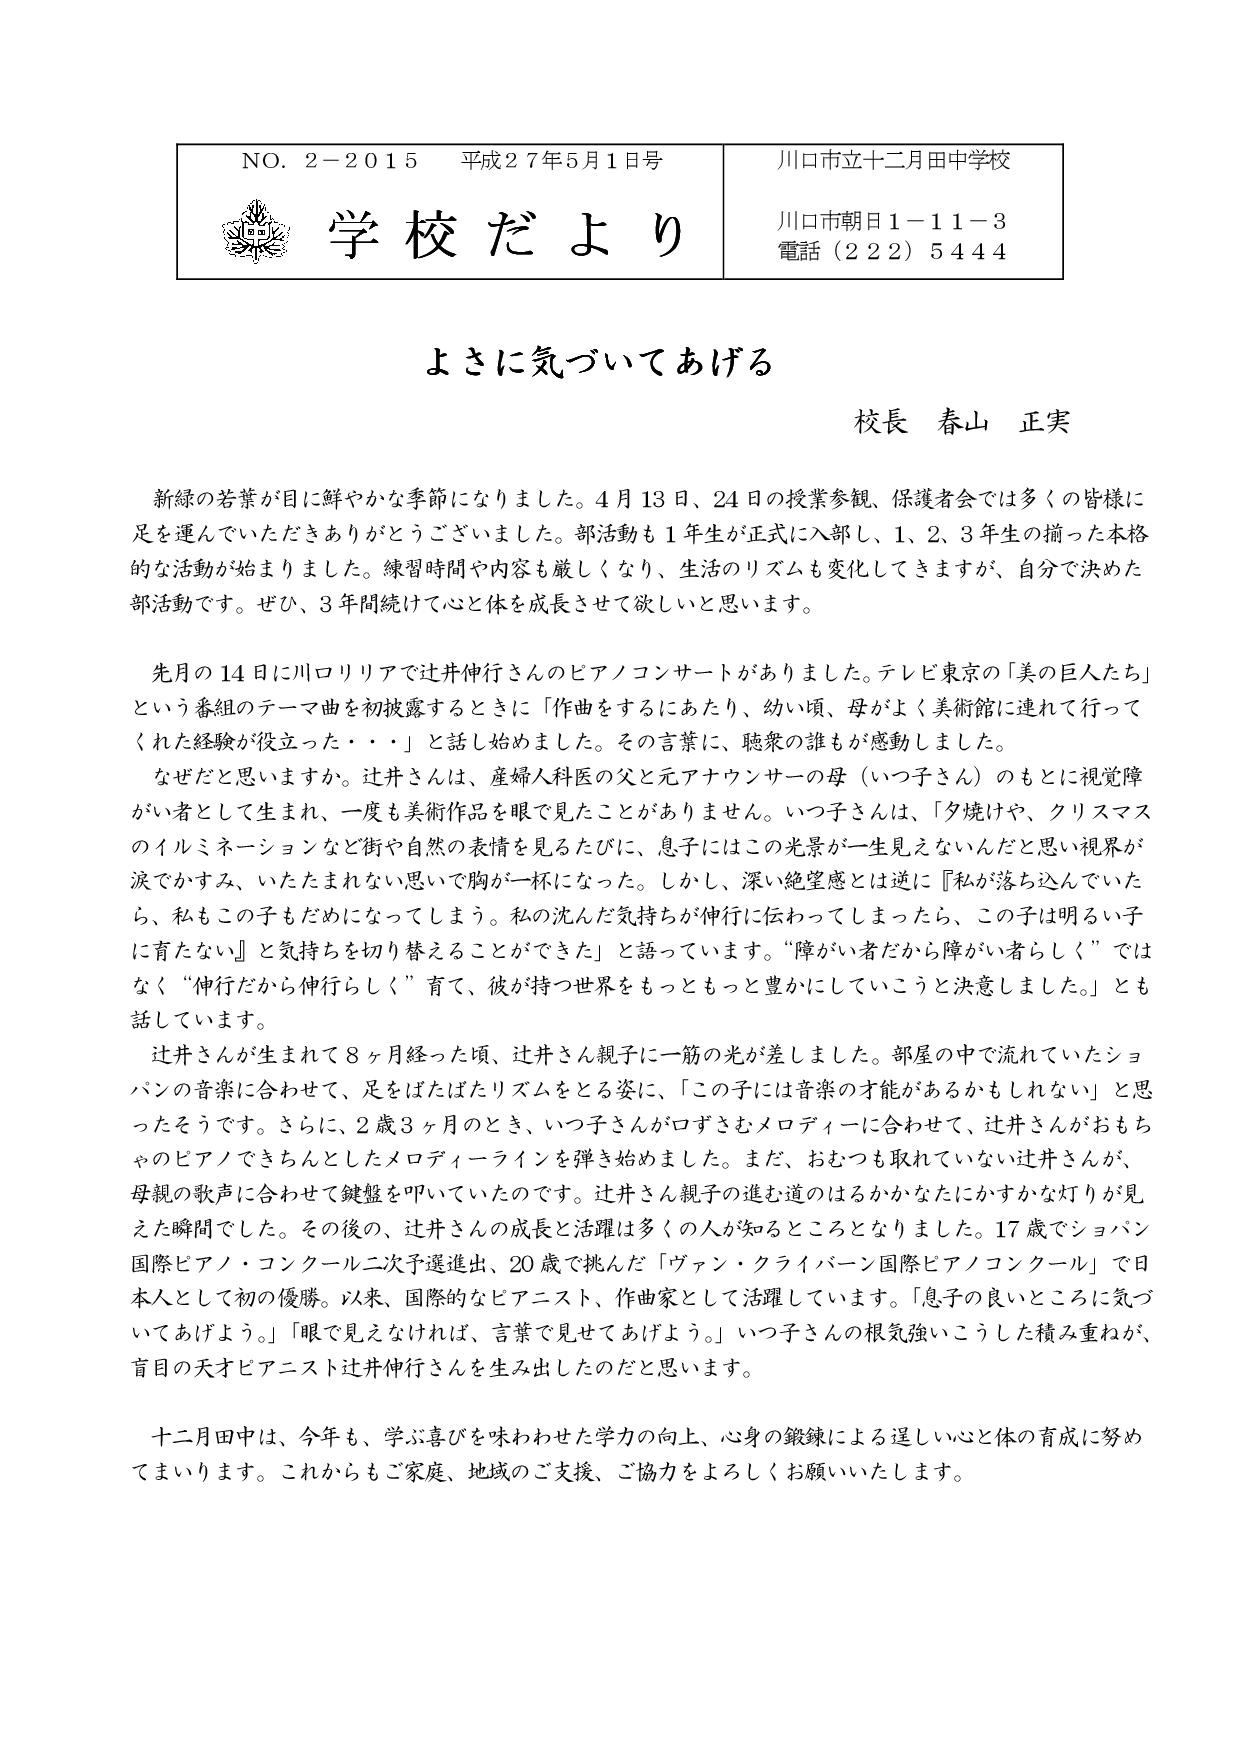 NO. ２－２０１５　平成２７年５月１日号
学校だより
川口市立十二月田中学校
川口市朝日１－１１－３
電話（２２２）５４４４
よさに気づいてあげる
校長　春山　正実
新緑の若葉が目に鮮やかな季節になりました。4 月 13 日、24 日の授業参観、保護者会では多くの皆様に
足を運んでいただきありがとうございました。部活動も 1 年生が正式に入部し、1、2、3 年生の揃った本格
的な活動が始まりました。練習時間や内容も厳しくなり、生活のリズムも変化してきますが、自分で決めた
部活動です。ぜひ、3 年間続けて心と体を成長させて欲しいと思います。
先月の 14 日に川口リリアで辻井伸行さんのピアノコンサートがありました。テレビ東京の「美の巨人たち」
という番組のテーマ曲を初披露するときに「作曲をするにあたり、幼い頃、母がよく美術館に連れて行って
くれた経験が役立った・・・」と話し始めました。その言葉に、聴衆の誰もが感動しました。
なぜだと思いますか。辻井さんは、産婦人科医の父と元アナウンサーの母（いつ子さん）のもとに視覚障
がい者として生まれ、一度も美術作品を眼で見たことがありません。いつ子さんは、「夕焼けや、クリスマス
のイルミネーションなど街や自然の表情を見るたびに、息子にはこの光景が一生見えないんだと思い視界が
涙でかすみ、いたたまれない思いで胸が一杯になった。しかし、深い絶望感とは逆に『私が落ち込んでいた
ら、私もこの子もだめになってしまう。私の沈んだ気持ちが伸行に伝わってしまったら、この子は明るい子
に育たない』と気持ちを切り替えることができた」と語っています。“障がい者だから障がい者らしく”では
なく“伸行だから伸行らしく”育て、彼が持つ世界をもっともっと豊かにしていこうと決意しました。」とも
話しています。
辻井さんが生まれて 8 ヶ月経った頃、辻井さん親子に一筋の光が差しました。部屋の中で流れていたショ
パンの音楽に合わせて、足をばたばたリズムをとる姿に、「この子には音楽の才能があるかもしれない」と思
ったそうです。さらに、2 歳 3 ヶ月のとき、いつ子さんが口ずさむメロディーに合わせて、辻井さんがおもち
ゃのピアノできちんとしたメロディーラインを弾き始めました。まだ、おむつも取れていない辻井さんが、
母親の歌声に合わせて鍵盤を叩いていたのです。辻井さん親子の進む道のはるかかなたにかすかな灯りが見
えた瞬間でした。その後の、辻井さんの成長と活躍は多くの人が知るところとなりました。17 歳でショパン
国際ピアノ・コンクール二次予選進出、20 歳で挑んだ「ヴァン・クライバーン国際ピアノコンクール」で日
本人として初の優勝。以来、国際的なピアニスト、作曲家として活躍しています。「息子の良いところに気づ
いてあげよう。」「眼で見えなければ、言葉で見せてあげよう。」いつ子さんの根気強いこうした積み重ねが、
盲目の天才ピアニスト辻井伸行さんを生み出したのだと思います。
十二月田中は、今年も、学ぶ喜びを味わわせた学力の向上、心身の鍛錬による逞しい心と体の育成に努め
てまいります。これからもご家庭、地域のご支援、ご協力をよろしくお願いいたします。